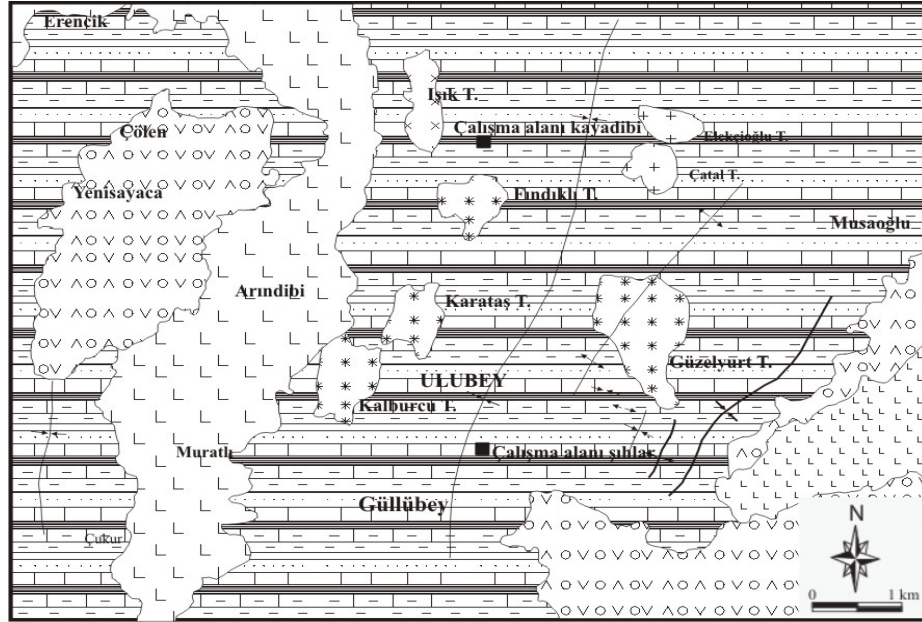 Erençik
Işık T.
Çölen
Çalışma alanı kayadibi
Elekçioğlu T.
Çatal T.
Yenisayaca
Fındıklı T.
Musaoğlu
Arındibi
Karataş T.
Güzelyurt T.
ULUBEY
Kalburcu T.
Muratlı
Çalışma alanı şıhlar
Güllübey
Çukur
N
0 1 km